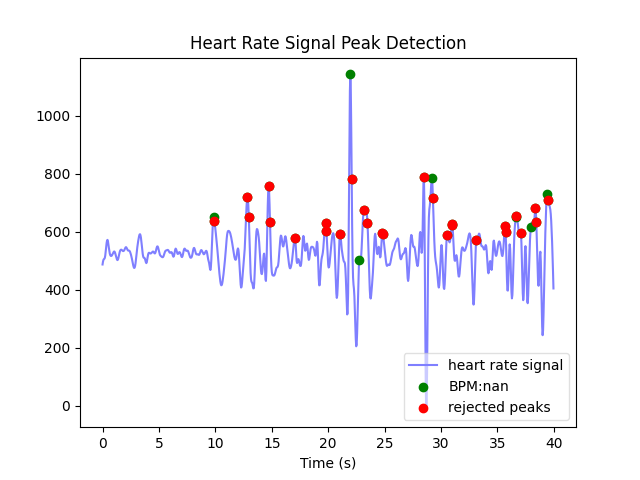 Heart Rate Signal Peak Detection
1000
800
600
400
200
0
heart rate signal
BPM:nan
rejected peaks
0 5 10 15 20 25 30 35 40
Time (s)